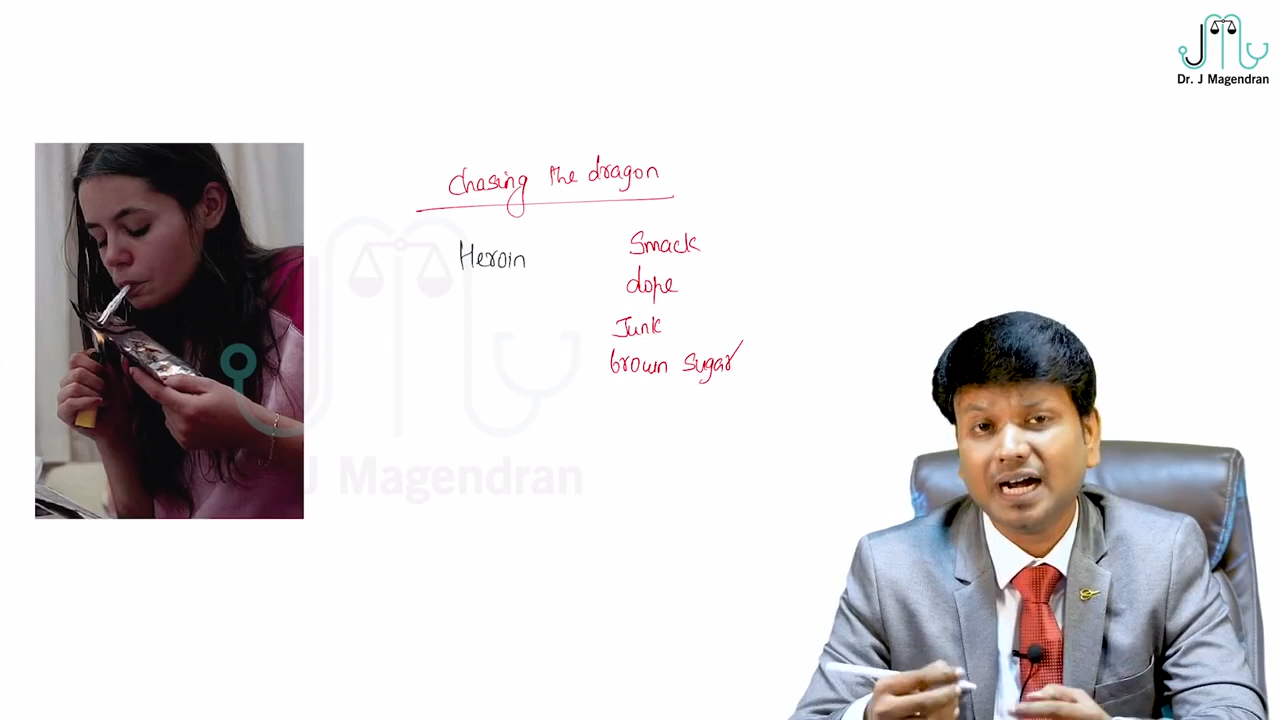 Dr. J Magendran
Chasing the dragon
Heroin
Smack
dope
Junk
brown sugar
J Magendran